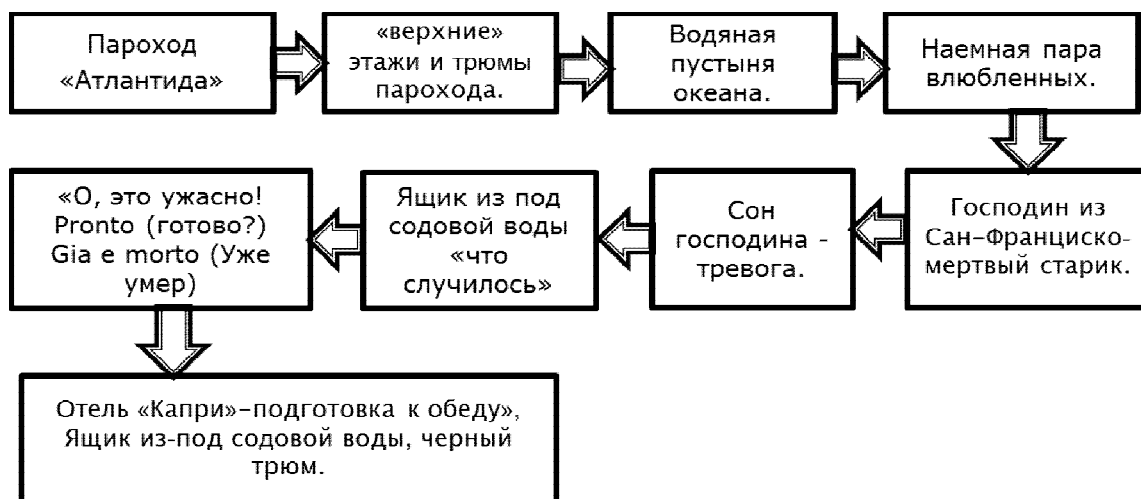 Пароход
«Атлантида»
«верхние»
этажи и трюмы
парохода.
Водяная
пустыня
океана.
Наемная пара
влюбленных.
Господин из
Сан-Франциско-
мертвый старик.
Сон
господина -
тревога.
Ящик из под
содовой воды
«что
случилось»
«О, это ужасно!
Pronto (готово?)
Gia e morto (Уже
умер)
Отель «Капри»-подготовка к обеду»,
Ящик из-под содовой воды, черный
трюм.